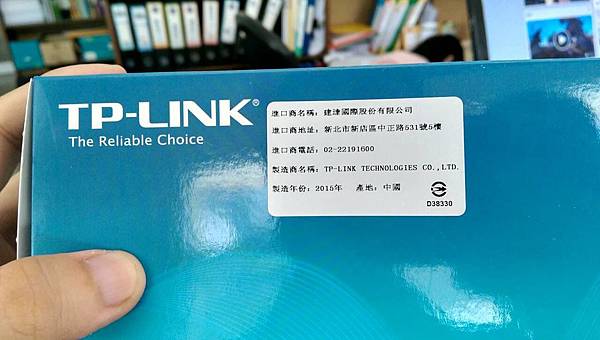 TP-LINK®
The Reliable Choice
進口商名稱：建達國際股份有限公司
進口商地址：新北市新店區中正路531號5樓
進口商電話：02-22191600
製造商名稱：TP-LINK TECHNOLOGIES CO.,LTD.
製造年份：2015年 產地：中國
D38330